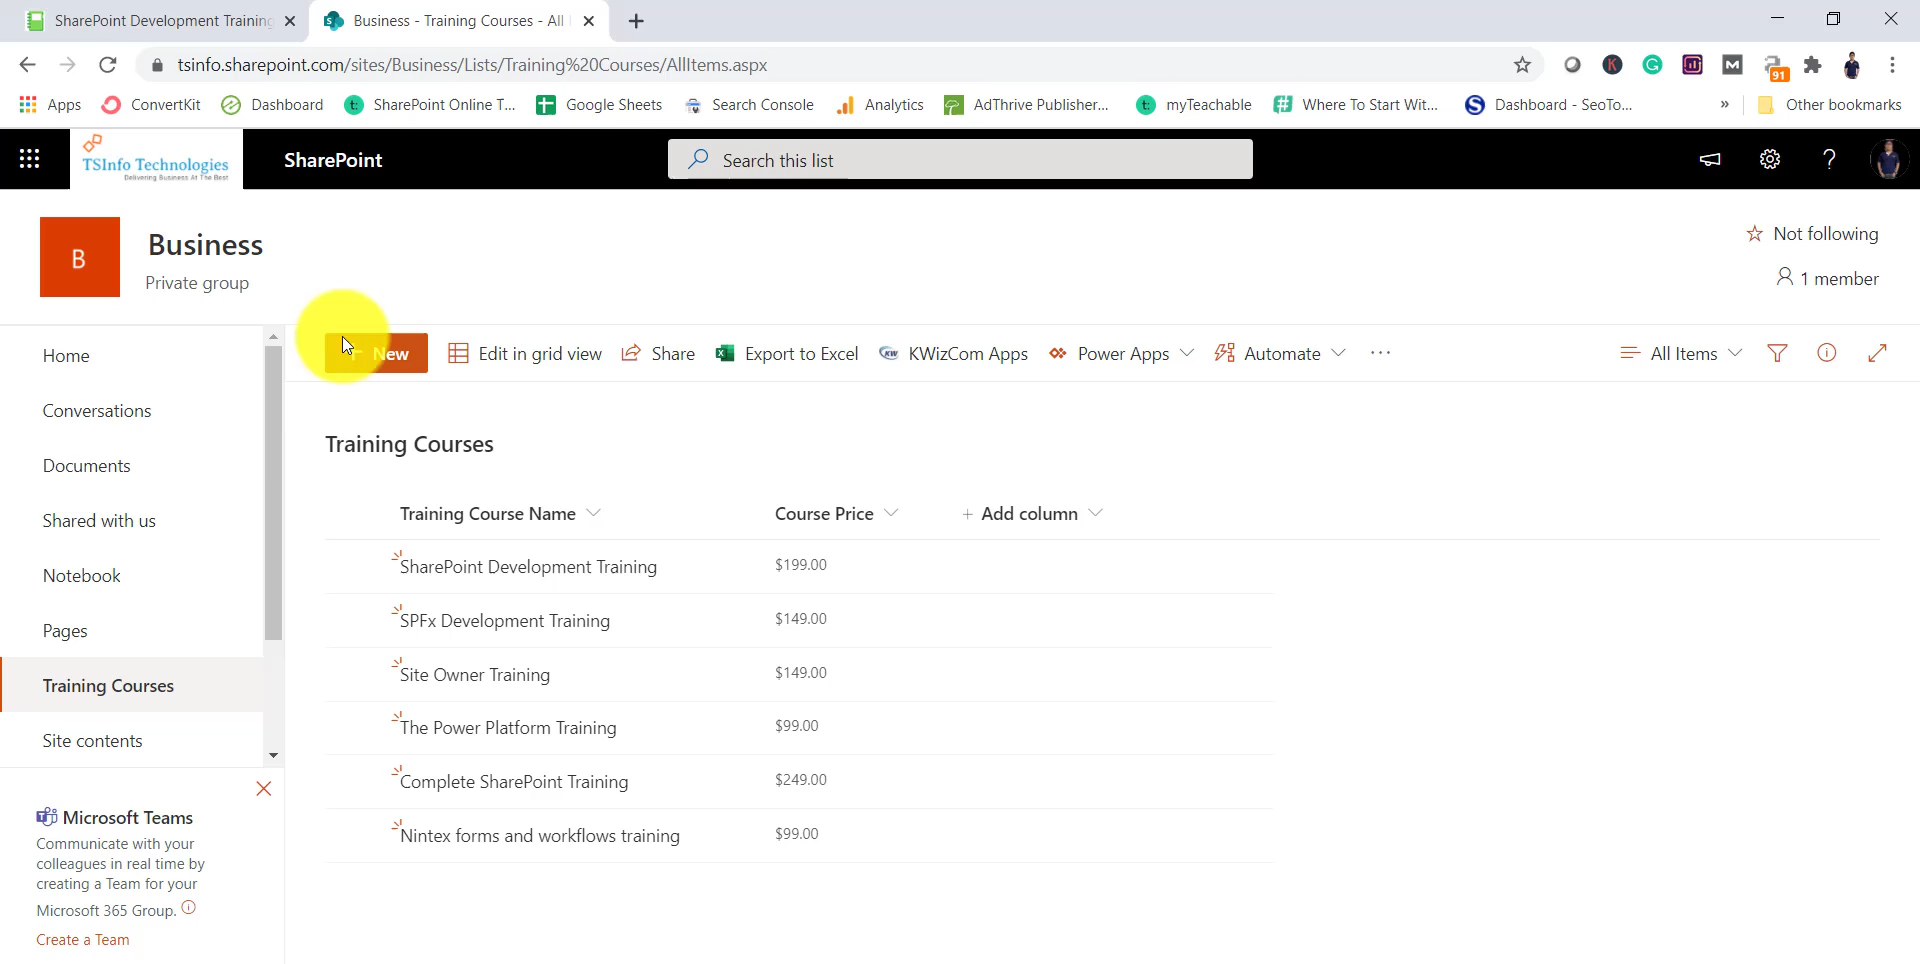 SharePoint Development Training
Business - Training Courses - All
tsinfo.sharepoint.com/sites/Business/Lists/Training%20Courses/AllItems.aspx
91
Apps
ConvertKit
Dashboard
SharePoint Online T...
Google Sheets
Search Console
Analytics
AdThrive Publisher...
myTeachable
Where To Start Wit...
Dashboard - SeoTo...
»
Other bookmarks
TSInfo Technologies
Delivering Business At The Best
SharePoint
Search this list
?
B
Business
Private group
Not following
1 member
Home
Conversations
Documents
Shared with us
Notebook
Pages
Training Courses
Site contents
Microsoft Teams
Communicate with your
colleagues in real time by
creating a Team for your
Microsoft 365 Group.
Create a Team
+ New
Edit in grid view
Share
Export to Excel
KWizCom Apps
Power Apps
Automate
...
All Items
Training Courses
Training Course Name
Course Price
+ Add column
SharePoint Development Training $199.00
SPFx Development Training $149.00
Site Owner Training $149.00
The Power Platform Training $99.00
Complete SharePoint Training $249.00
Nintex forms and workflows training $99.00